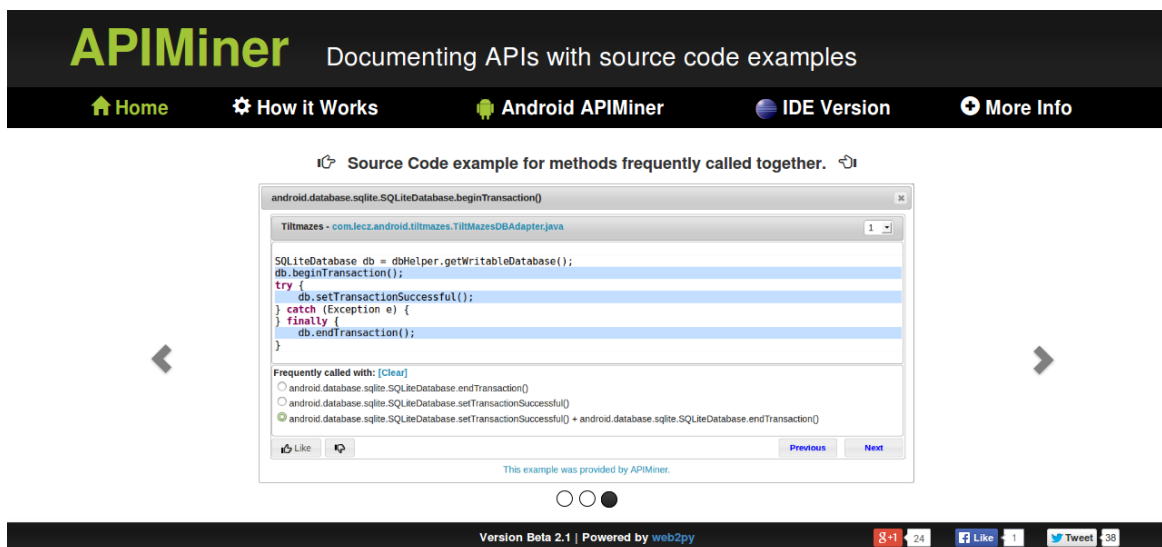 APIMiner Documenting APIs with source code examples
Home How it Works Android APIMiner IDE Version More Info
Source Code example for methods frequently called together.
android.database.sqlite.SQLiteDatabase.beginTransaction()
Tiltmazes - com.lecz.android.tiltmazes.TiltMazesDBAdapter.java 1
SQLiteDatabase db = dbHelper.getWritableDatabase();
db.beginTransaction();
try {
    db.setTransactionSuccessful();
} catch (Exception e) {
} finally {
    db.endTransaction();
}
Frequently called with: [Clear]
android.database.sqlite.SQLiteDatabase.endTransaction()
android.database.sqlite.SQLiteDatabase.setTransactionSuccessful()
android.database.sqlite.SQLiteDatabase.setTransactionSuccessful() + android.database.sqlite.SQLiteDatabase.endTransaction()
Like Previous Next
This example was provided by APIMiner.
Version Beta 2.1 | Powered by web2py g+1 24 Like 1 Tweet 38